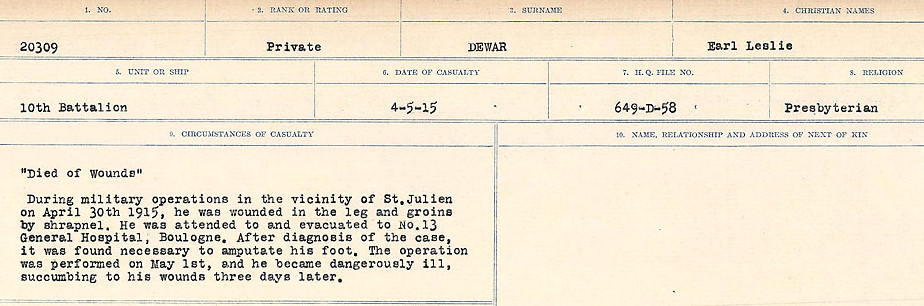 1. NO. 2. RANK OR RATING 3. SURNAME 4. CHRISTIAN NAMES
20309 Private DEWAR Earl Leslie
5. UNIT OR SHIP 6. DATE OF CASUALTY 7. H.Q. FILE NO. 8. RELIGION
10th Battalion 4-5-15 649-D-58 Presbyterian
9. CIRCUMSTANCES OF CASUALTY 10. NAME, RELATIONSHIP AND ADDRESS OF NEXT OF KIN
"Died of Wounds"
During military operations in the vicinity of St.Julien
on April 30th 1915, he was wounded in the leg and groins
by shrapnel. He was attended to and evacuated to No.13
General Hospital, Boulogne. After diagnosis of the case,
it was found necessary to amputate his foot. The operation
was performed on May 1st, and he became dangerously ill,
succumbing to his wounds three days later.